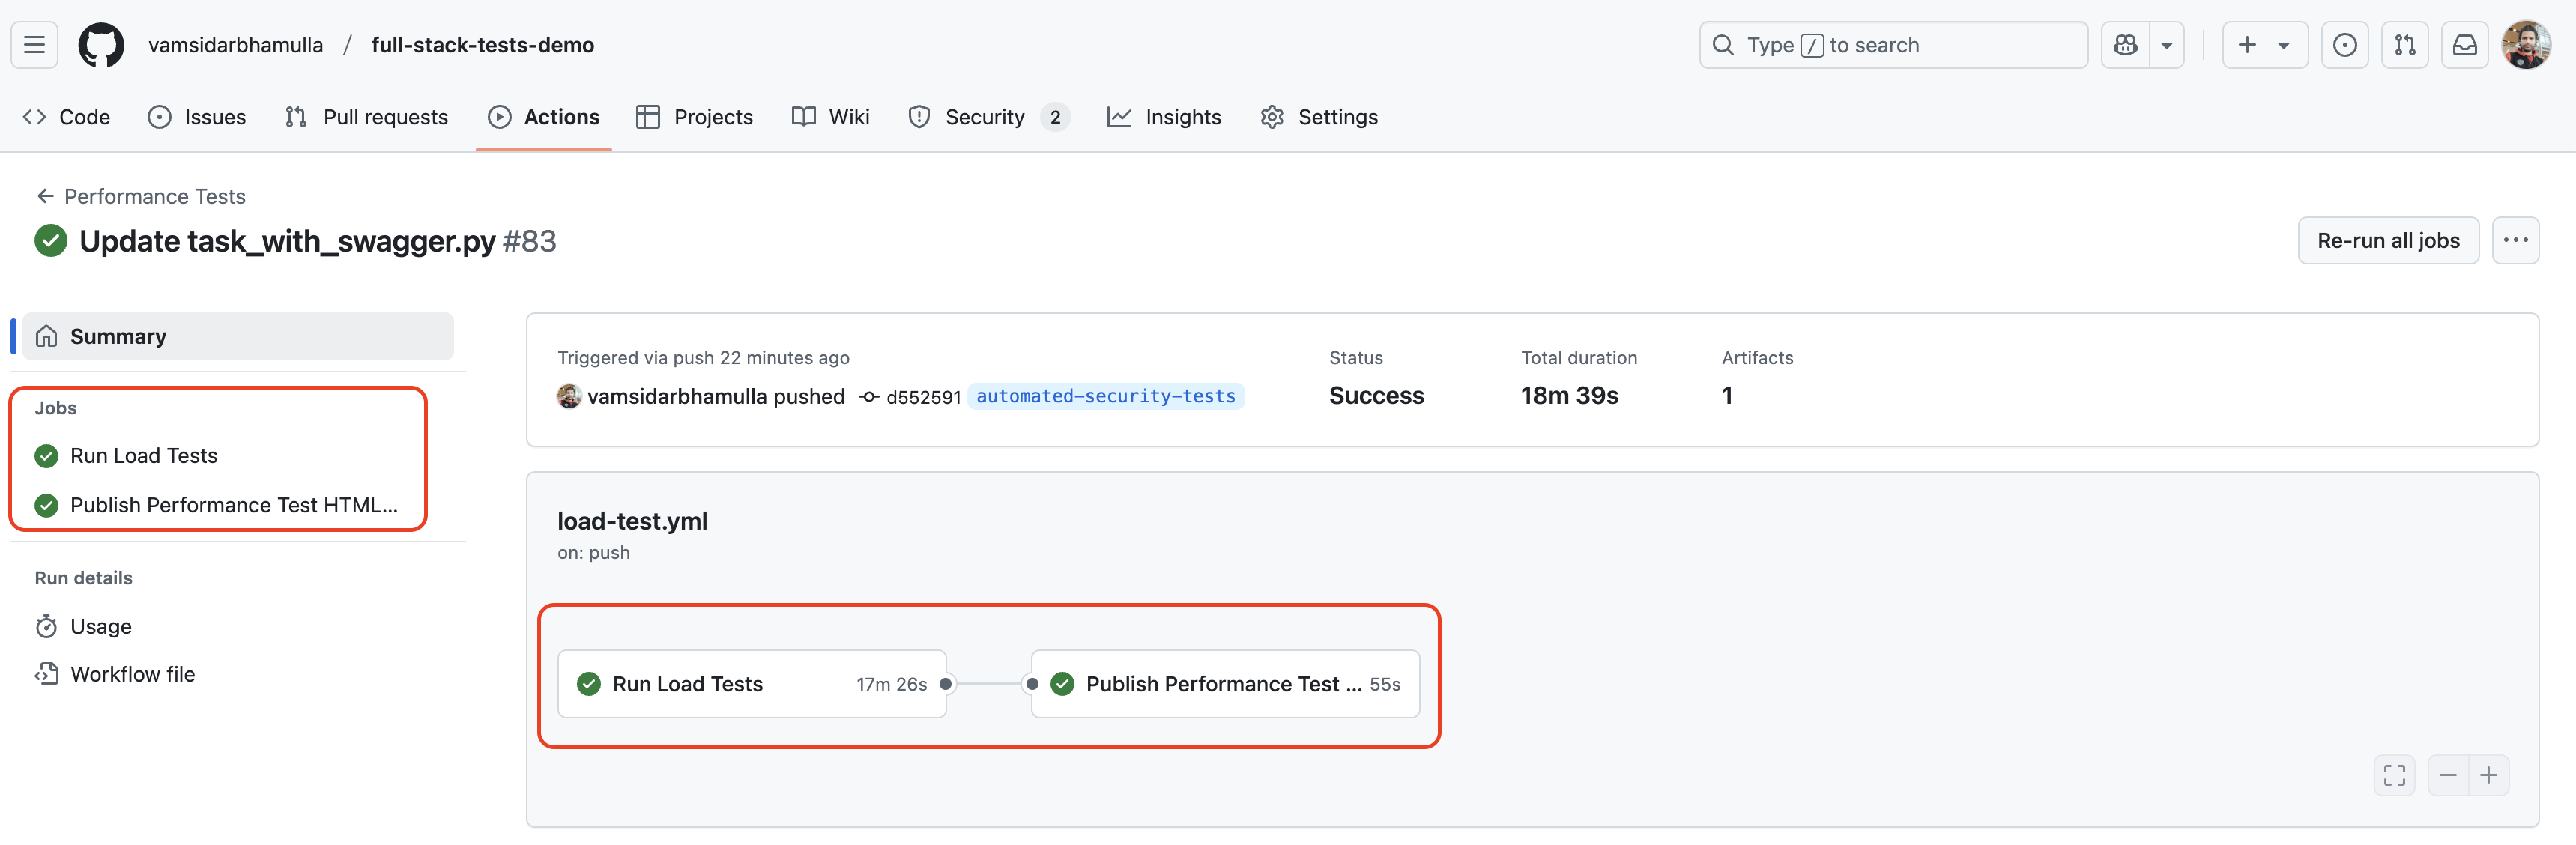 vamsidarbhamulla / full-stack-tests-demo
Type / to search
Code Issues Pull requests Actions Projects Wiki Security 2 Insights Settings
Performance Tests
Update task_with_swagger.py #83
Re-run all jobs
Summary
Jobs
Run Load Tests
Publish Performance Test HTML...
Run details
Usage
Workflow file
Triggered via push 22 minutes ago
vamsidarbhamulla pushed d552591 automated-security-tests
Status
Success
Total duration
18m 39s
Artifacts
1
load-test.yml
on: push
Run Load Tests 17m 26s
Publish Performance Test ... 55s